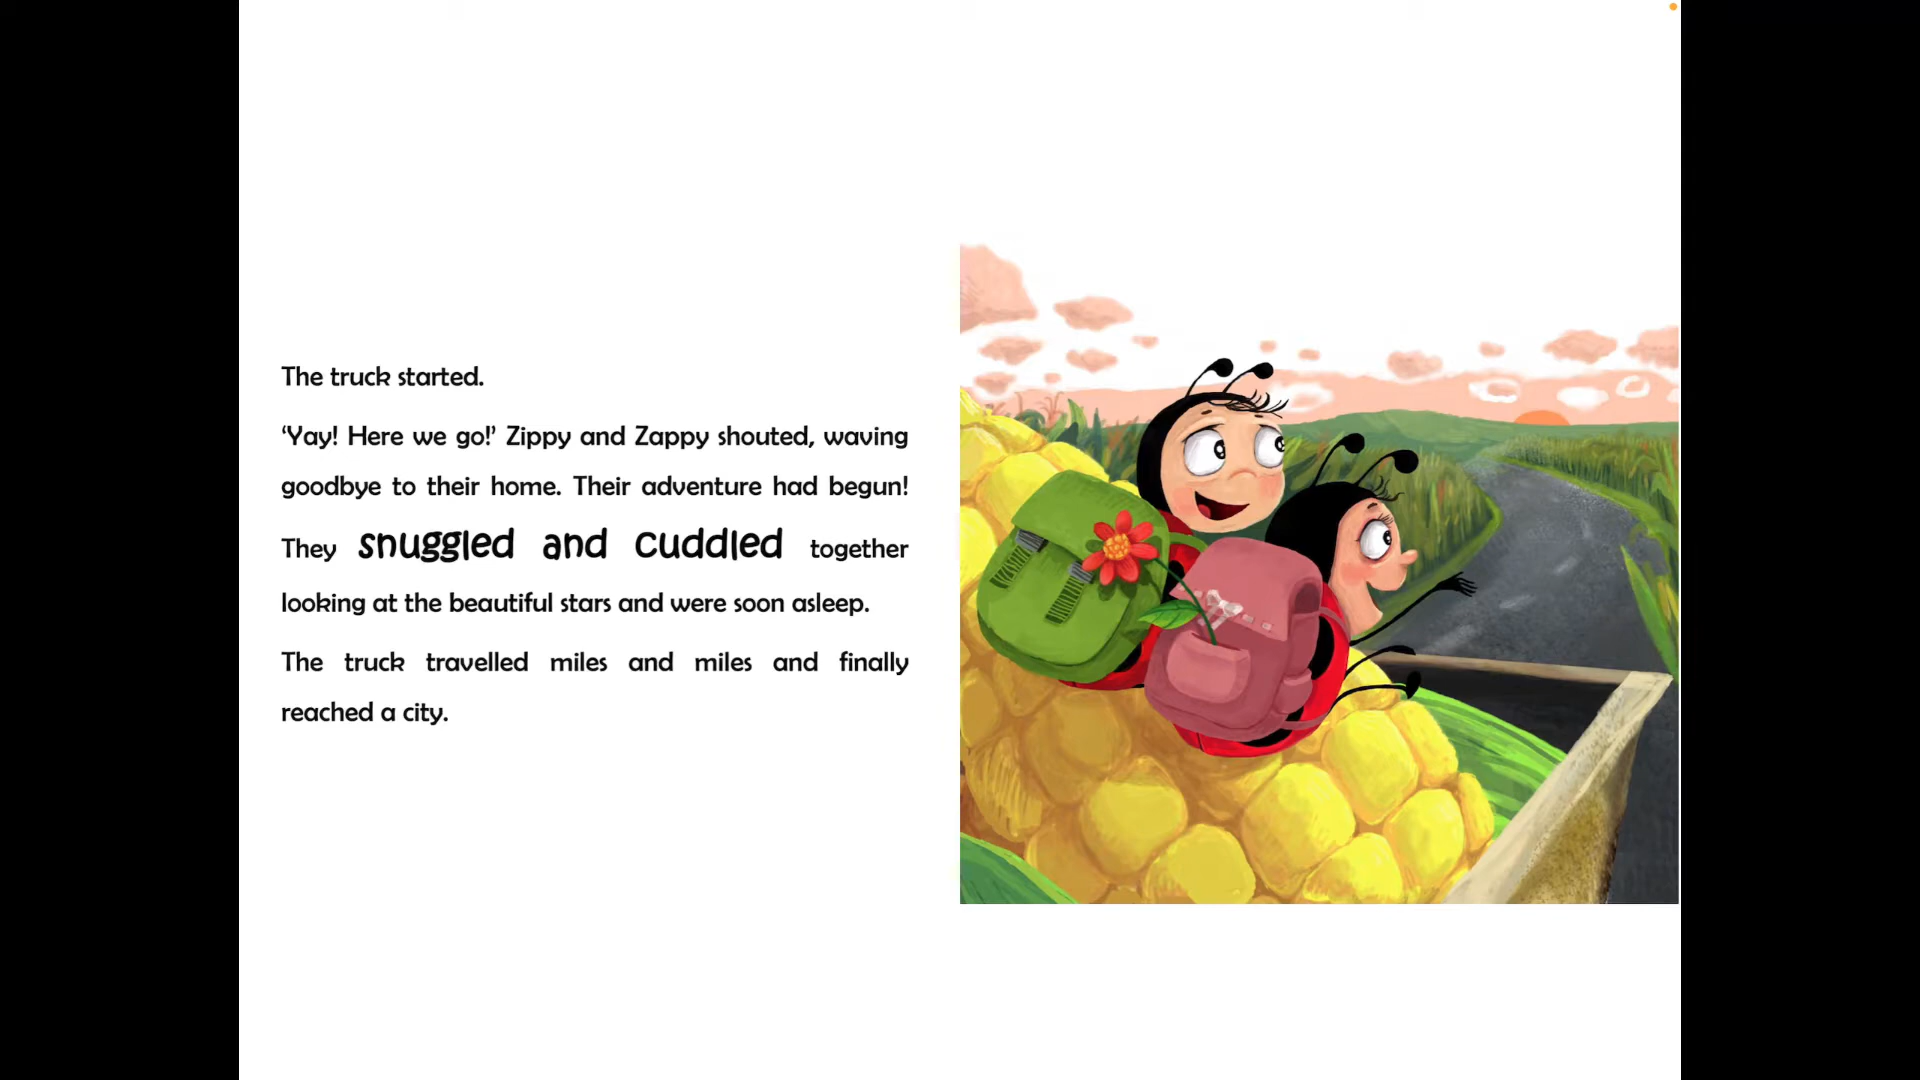 The truck started.
‘Yay! Here we go!’ Zippy and Zappy shouted, waving
goodbye to their home. Their adventure had begun!
They snuggled and cuddled together
looking at the beautiful stars and were soon asleep.
The truck travelled miles and miles and finally
reached a city.